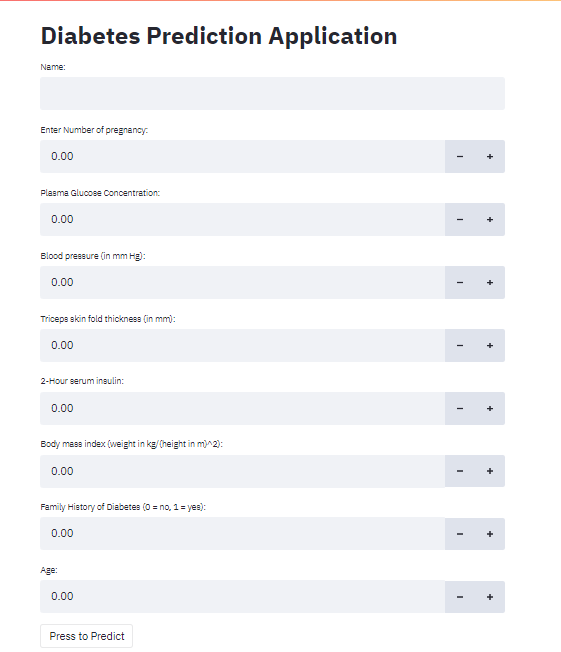 Diabetes Prediction Application
Name:
Enter Number of pregnancy:
0.00 − +
Plasma Glucose Concentration:
0.00 − +
Blood pressure (in mm Hg):
0.00 − +
Triceps skin fold thickness (in mm):
0.00 − +
2-Hour serum insulin:
0.00 − +
Body mass index (weight in kg/(height in m)^2):
0.00 − +
Family History of Diabetes (0 = no, 1 = yes):
0.00 − +
Age:
0.00 − +
Press to Predict